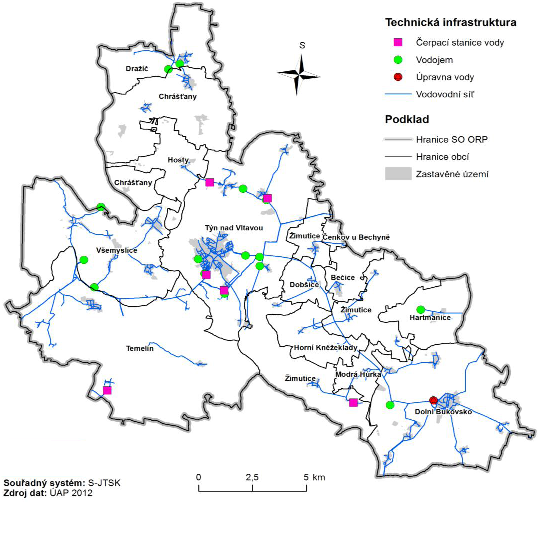 Technická infrastruktura
Čerpací stanice vody
Vodojem
Úpravna vody
Vodovodní síť
Podklad
Hranice SO ORP
Hranice obcí
Zastavěné území
S
Dražíč
Chrášťany
Hosty
Chrášťany
Týn nad Vltavou
Všemyslice
Žimutice
Čenkov u Bechyně
Bečice
Dobšice
Žimutice
Hartmanice
Temelín
Horní Kněžeklady
Modrá Hůrka
Žimutice
Dolní Bukovsko
Souřadný systém: S-JTSK
Zdroj dat: ÚAP 2012
0 2,5 5 km